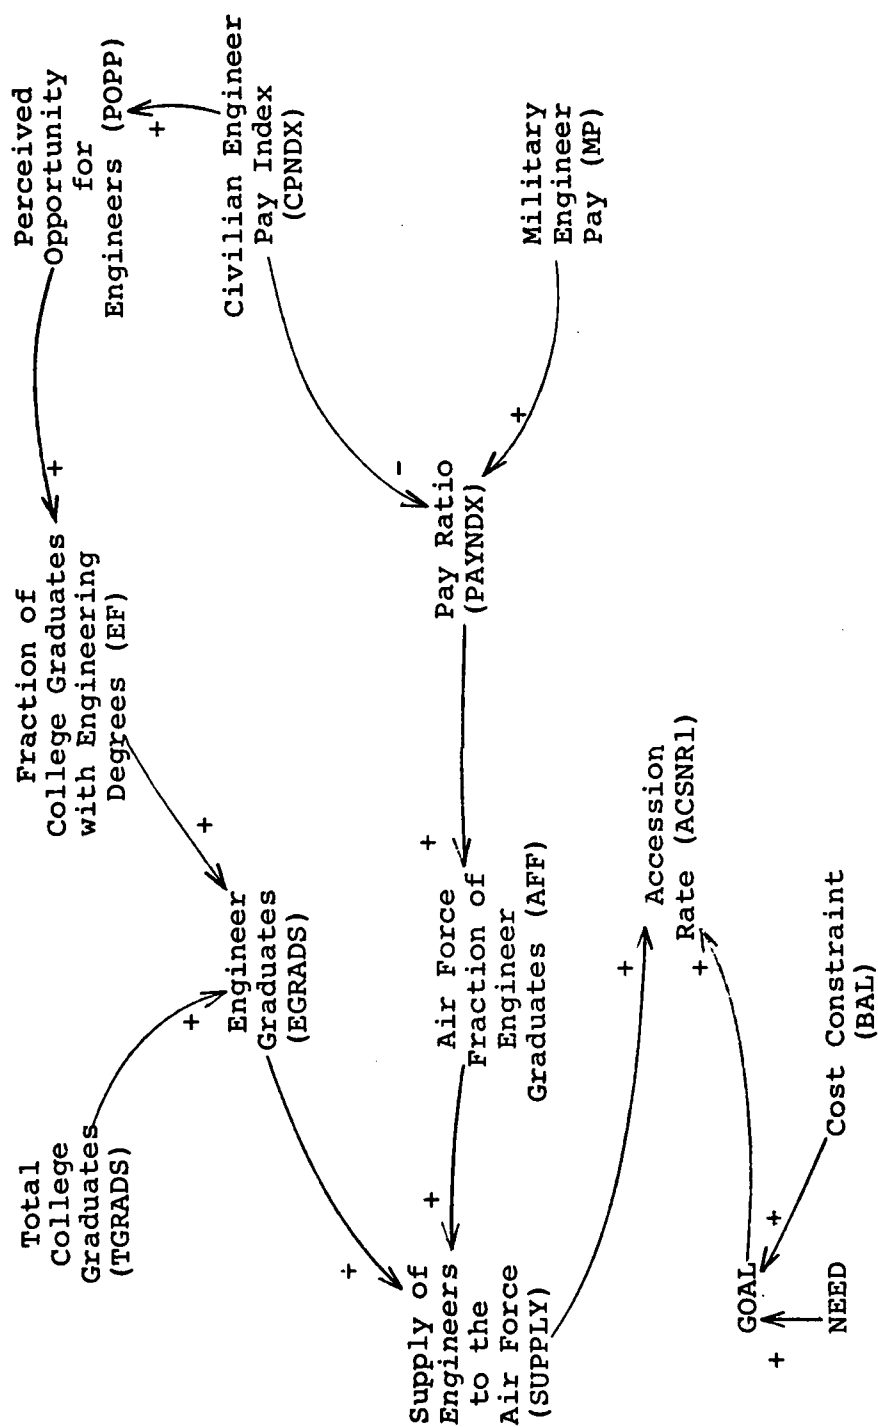 Total
College
Graduates
(TGRADS)
+
Fraction of
College Graduates
with Engineering
Degrees (EF)
+
Perceived
Opportunity
for
Engineers (POPP)
+
Engineer
Graduates
(EGRADS)
+
Civilian Engineer
Pay Index
(CPNDX)
+
Supply of
Engineers
to the
Air Force
(SUPPLY)
+
Air Force
Fraction of
Engineer
Graduates (AFF)
+
Pay Ratio
(PAYNDX)
-
+
Military
Engineer
Pay (MP)
+
Accession
Rate (ACSNR1)
+
GOAL
+
NEED
+
Cost Constraint
(BAL)